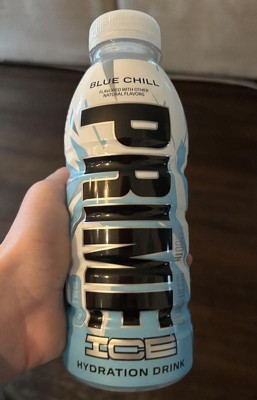 BLUE CHILL
FLAVORED WITH OTHER
NATURAL FLAVORS
PRIME
ICE
HYDRATION DRINK